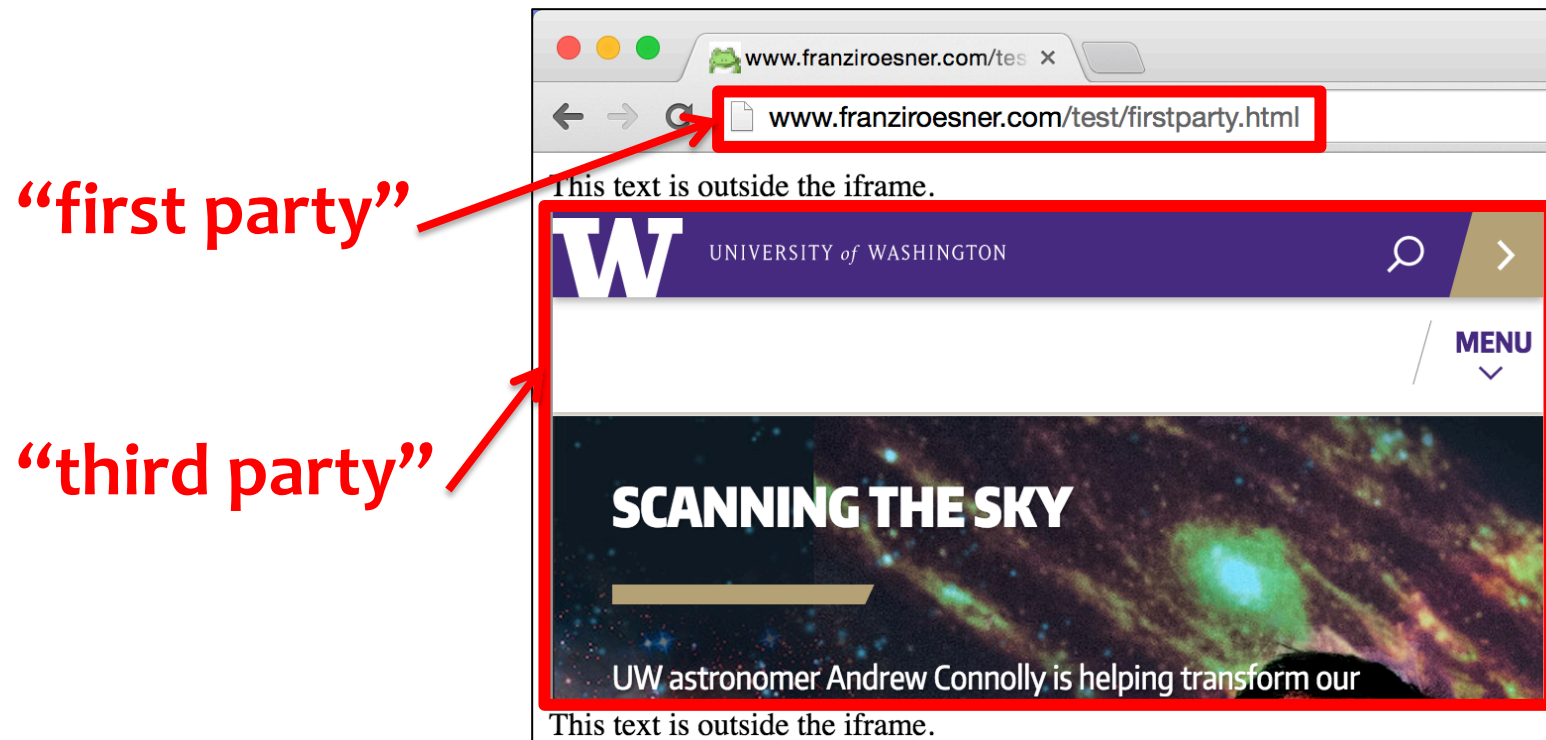 www.franziroesner.com/tes
www.franziroesner.com/test/firstparty.html
“first party”
This text is outside the iframe.
W UNIVERSITY of WASHINGTON
MENU
“third party”
SCANNING THE SKY
UW astronomer Andrew Connolly is helping transform our
This text is outside the iframe.